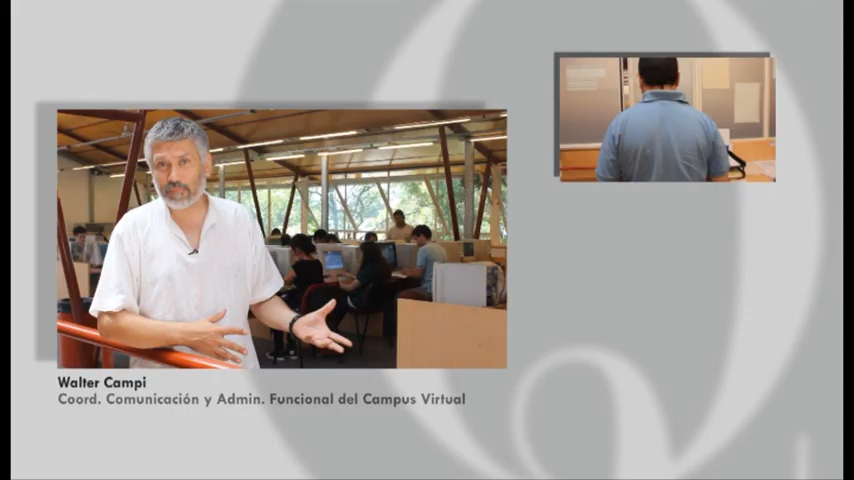 Walter Campi
Coord. Comunicación y Admin. Funcional del Campus Virtual